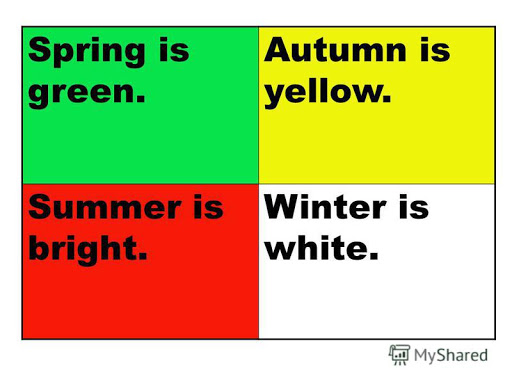 Spring is
green.
Autumn is
yellow.
Summer is
bright.
Winter is
white.
MyShared